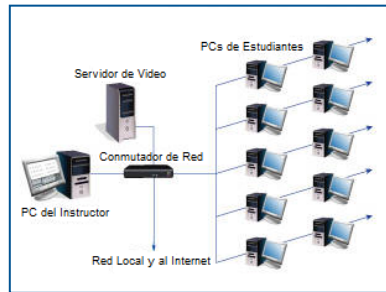 PCs de Estudiantes
Servidor de Video
Conmutador de Red
PC del Instructor
Red Local y al Internet